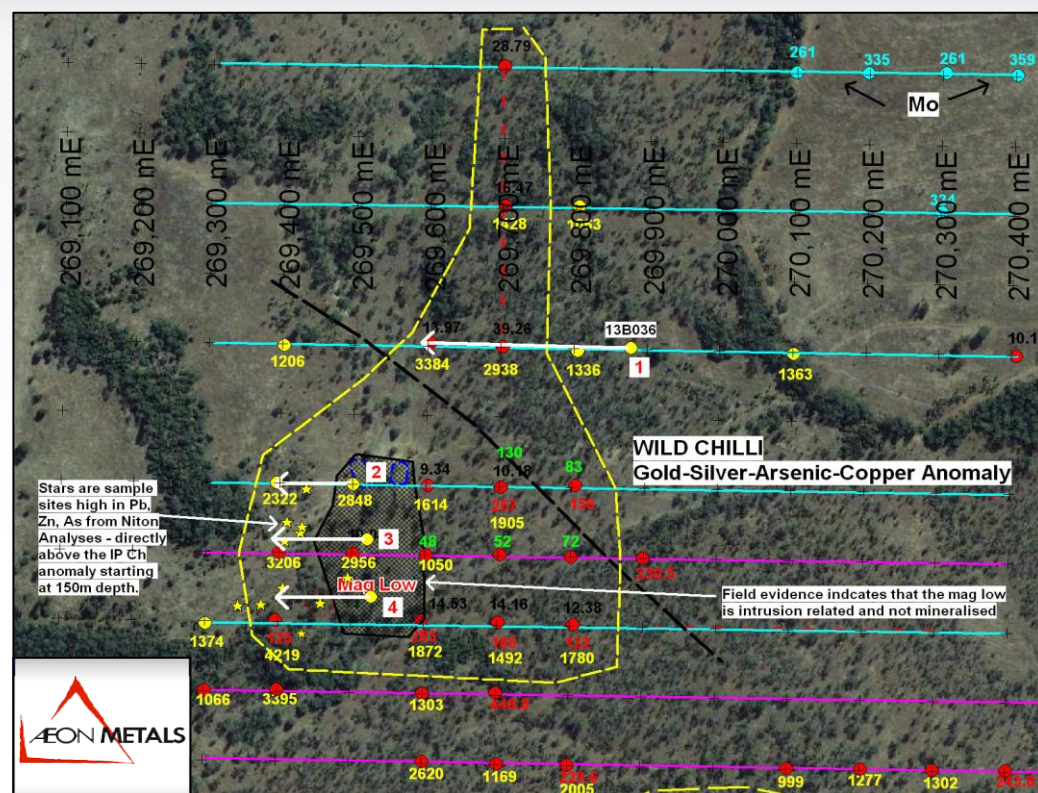 28.79
261
335
261
359
Mo
269,100 mE
269,200 mE
269,300 mE
269,400 mE
269,500 mE
269,600 mE
269,800 mE
269,900 mE
270,000 mE
270,100 mE
270,200 mE
270,300 mE
270,400 mE
1206
39.26
3384
2938
1336
13B036
1
1363
10.1
WILD CHILLI
Gold-Silver-Arsenic-Copper Anomaly
130
83
9.34
10.18
2
2322
2848
1614
257
1905
Stars are sample
sites high in Pb,
Zn, As from Niton
Analyses - directly
above the IP Ch
anomaly starting
at 150m depth.
3
48
52
72
3206
2956
1050
Mag Low
4
Field evidence indcates that the mag low
is intrusion related and not mineralised
14.53
14.16
12.38
1374
4219
1872
1492
1780
1066
3395
1303
2620
1169
2005
999
1277
1302
ÆON METALS